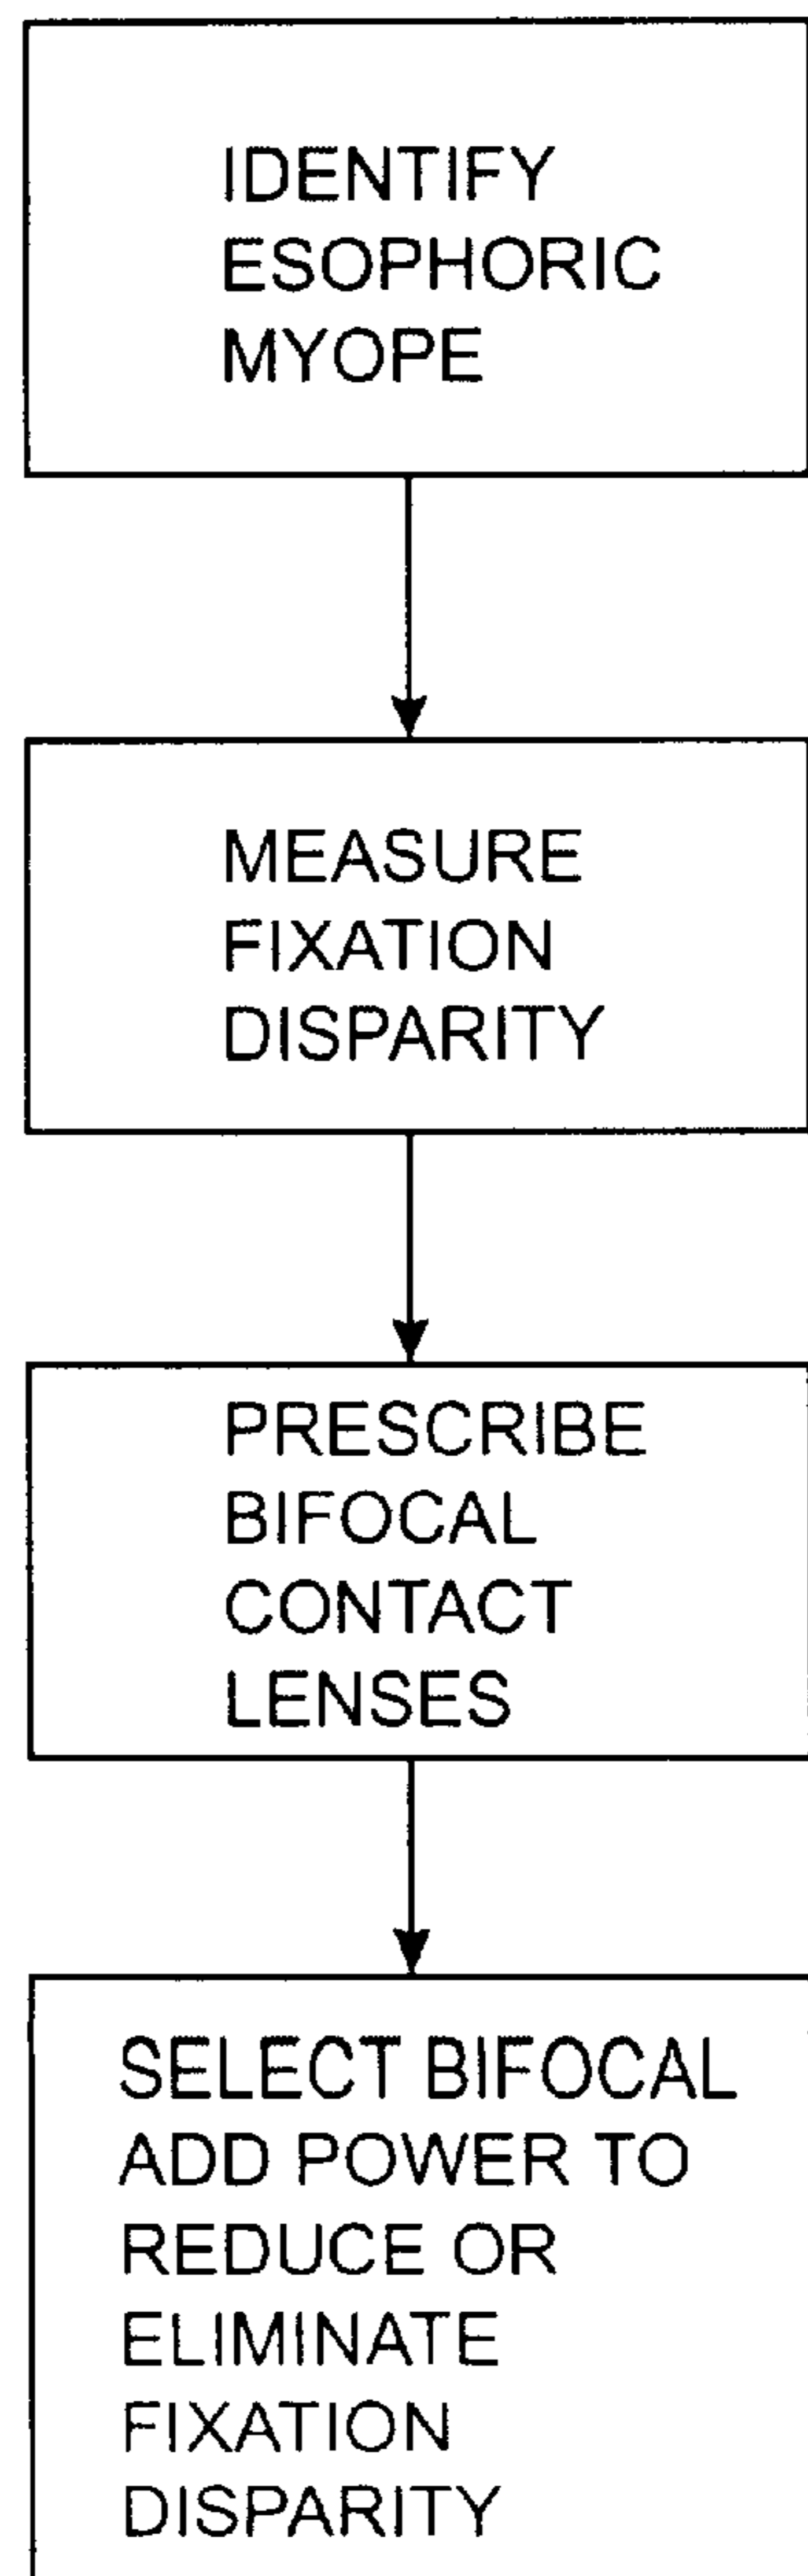 IDENTIFY
ESOPHORIC
MYOPE
MEASURE
FIXATION
DISPARITY
PRESCRIBE
BIFOCAL
CONTACT
LENSES
SELECT BIFOCAL
ADD POWER TO
REDUCE OR
ELIMINATE
FIXATION
DISPARITY